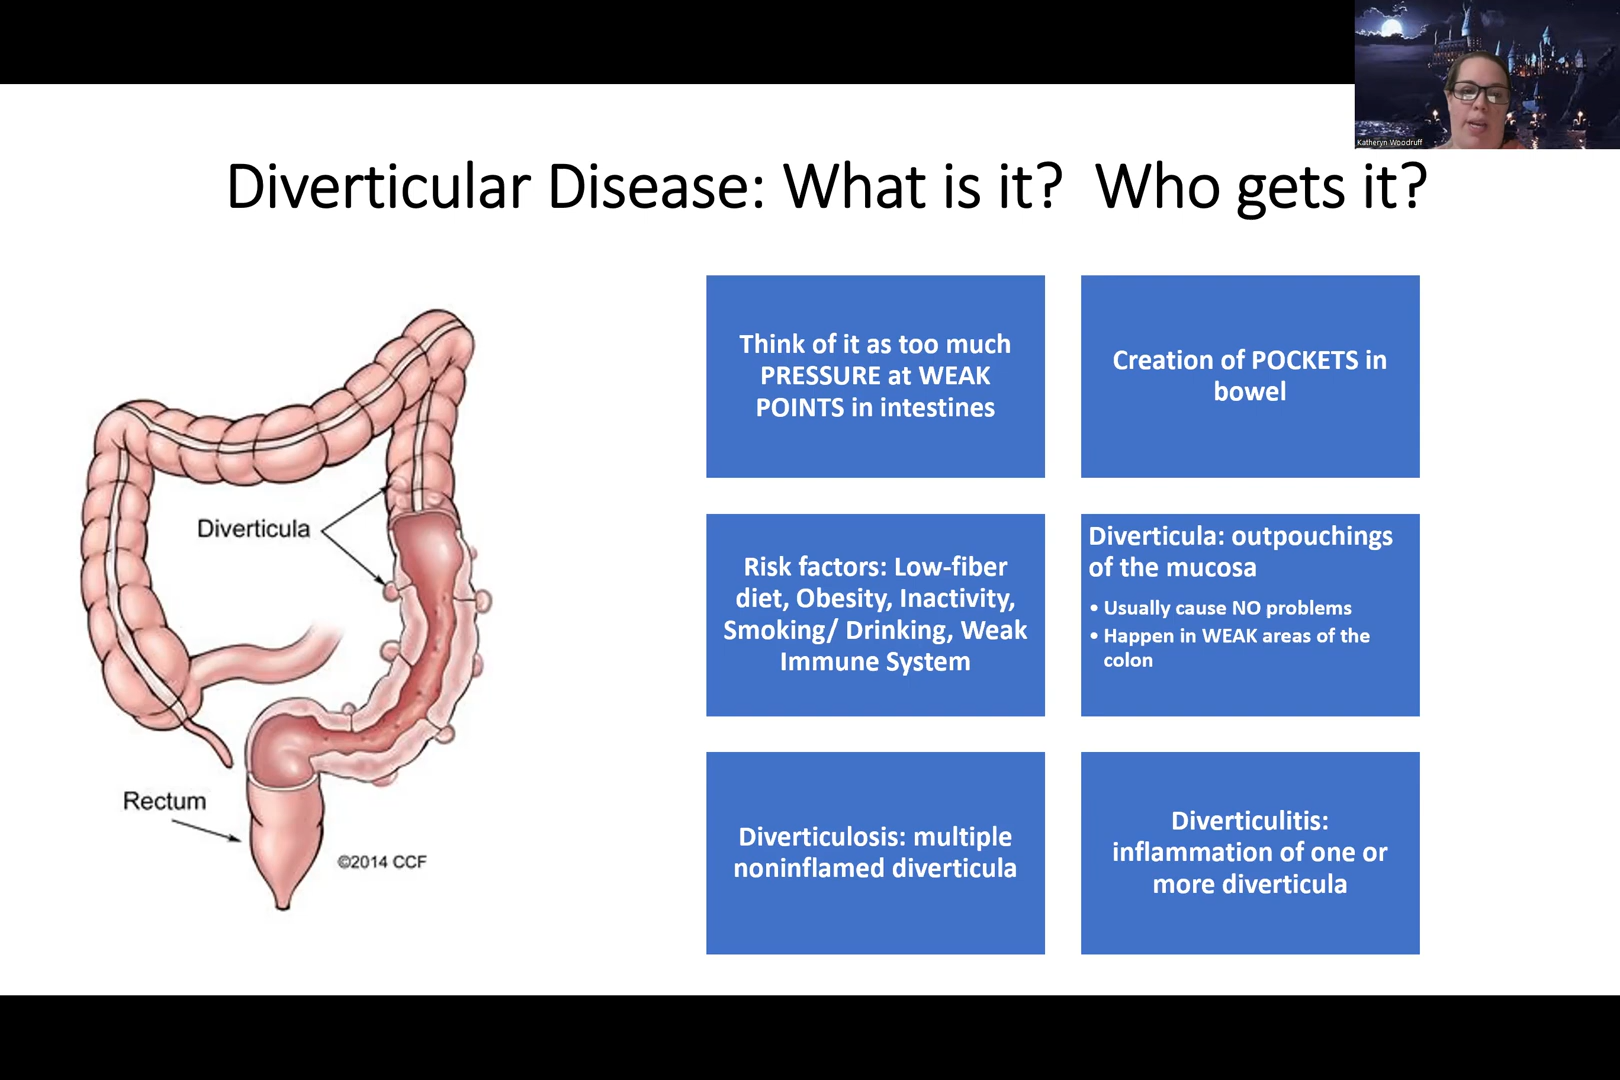 Katheryn Woodruff
Diverticular Disease: What is it?  Who gets it?
Think of it as too much
PRESSURE at WEAK
POINTS in intestines
Creation of POCKETS in
bowel
Risk factors: Low-fiber
diet, Obesity, Inactivity,
Smoking/ Drinking, Weak
Immune System
Diverticula: outpouchings
of the mucosa
• Usually cause NO problems
• Happen in WEAK areas of the
colon
Diverticulosis: multiple
noninflamed diverticula
Diverticulitis:
inflammation of one or
more diverticula
Diverticula
Rectum
©2014 CCF